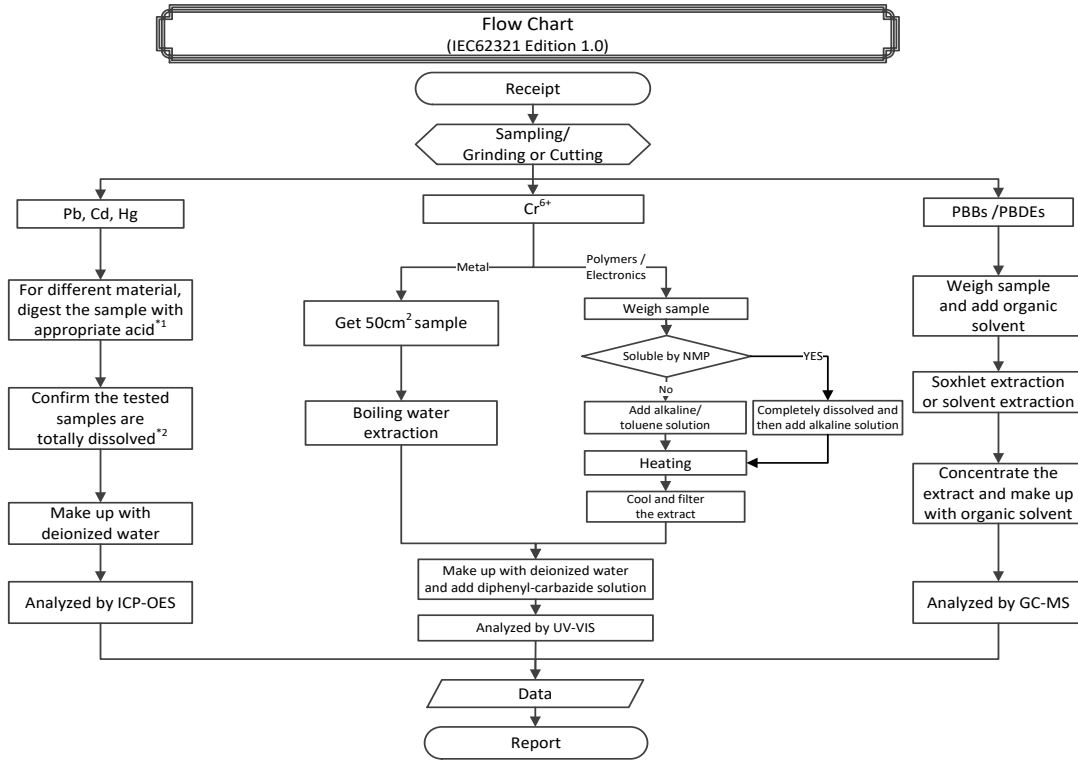 Flow Chart
(IEC62321 Edition 1.0)
Receipt
Sampling/
Grinding or Cutting
Pb, Cd, Hg
Cr⁶⁺
PBBs /PBDEs
Metal
Polymers /
Electronics
For different material,
digest the sample with
appropriate acid*¹
Get 50cm² sample
Weigh sample
Weigh sample
and add organic
solvent
Soluble by NMP
YES
No
Confirm the tested
samples are
totally dissolved*²
Boiling water
extraction
Add alkaline/
toluene solution
Completely dissolved and
then add alkaline solution
Soxhlet extraction
or solvent extraction
Heating
Cool and filter
the extract
Concentrate the
extract and make up
with organic solvent
Make up with
deionized water
Make up with deionized water
and add diphenyl-carbazide solution
Analyzed by ICP-OES
Analyzed by UV-VIS
Analyzed by GC-MS
Data
Report